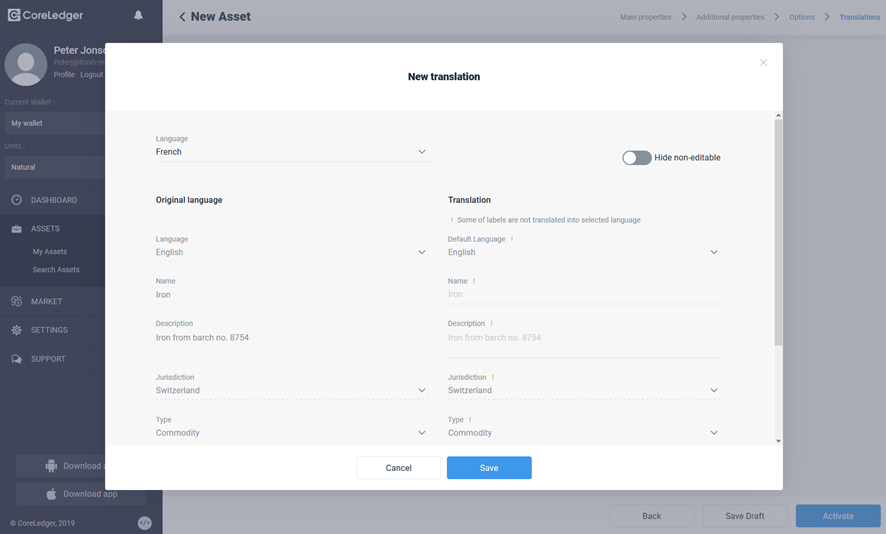 CoreLedger
New Asset
Main properties
Additional properties
Options
Translations
Peter Jons
Peterj@trash-m
Profile Logout
Current Wallet :
My wallet
Units :
Natural
DASHBOARD
ASSETS
My Assets
Search Assets
MARKET
SETTINGS
SUPPORT
Download a
Download app
© CoreLedger, 2019
</>
New translation
Language
French
Hide non-editable
Original language
Translation
! Some of labels are not translated into selected language
Language
English
Default Language !
English
Name
Iron
Name !
Iron
Description
Iron from barch no. 8754
Description !
Iron from barch no. 8754
Jurisdiction
Switzerland
Jurisdiction !
Switzerland
Type
Commodity
Type !
Commodity
Cancel
Save
Back
Save Draft
Activate